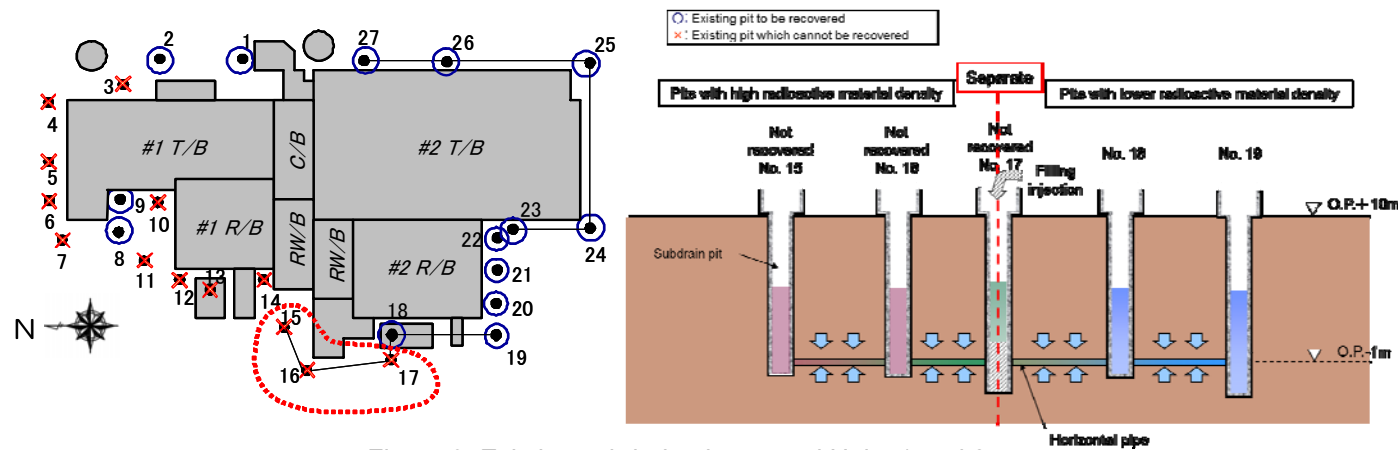 2
1
27
26
25
3
4
#1 T/B
C/B
#2 T/B
5
6
9
10
23
7
8
#1 R/B
RW/B
RW/B
#2 R/B
22
24
11
21
12
13
14
20
N
15
18
19
16
17
O: Existing pit to be recovered
×: Existing pit which cannot be recovered
Separate
Pits with high radioactive material density
Pits with lower radioactive material density
Not
recovered
No. 15
Not
recovered
No. 16
Not
recovered
No. 17
No. 18
No. 19
Filling
injection
O.P.+10m
Subdrain pit
O.P.-1m
Horizontal pipe